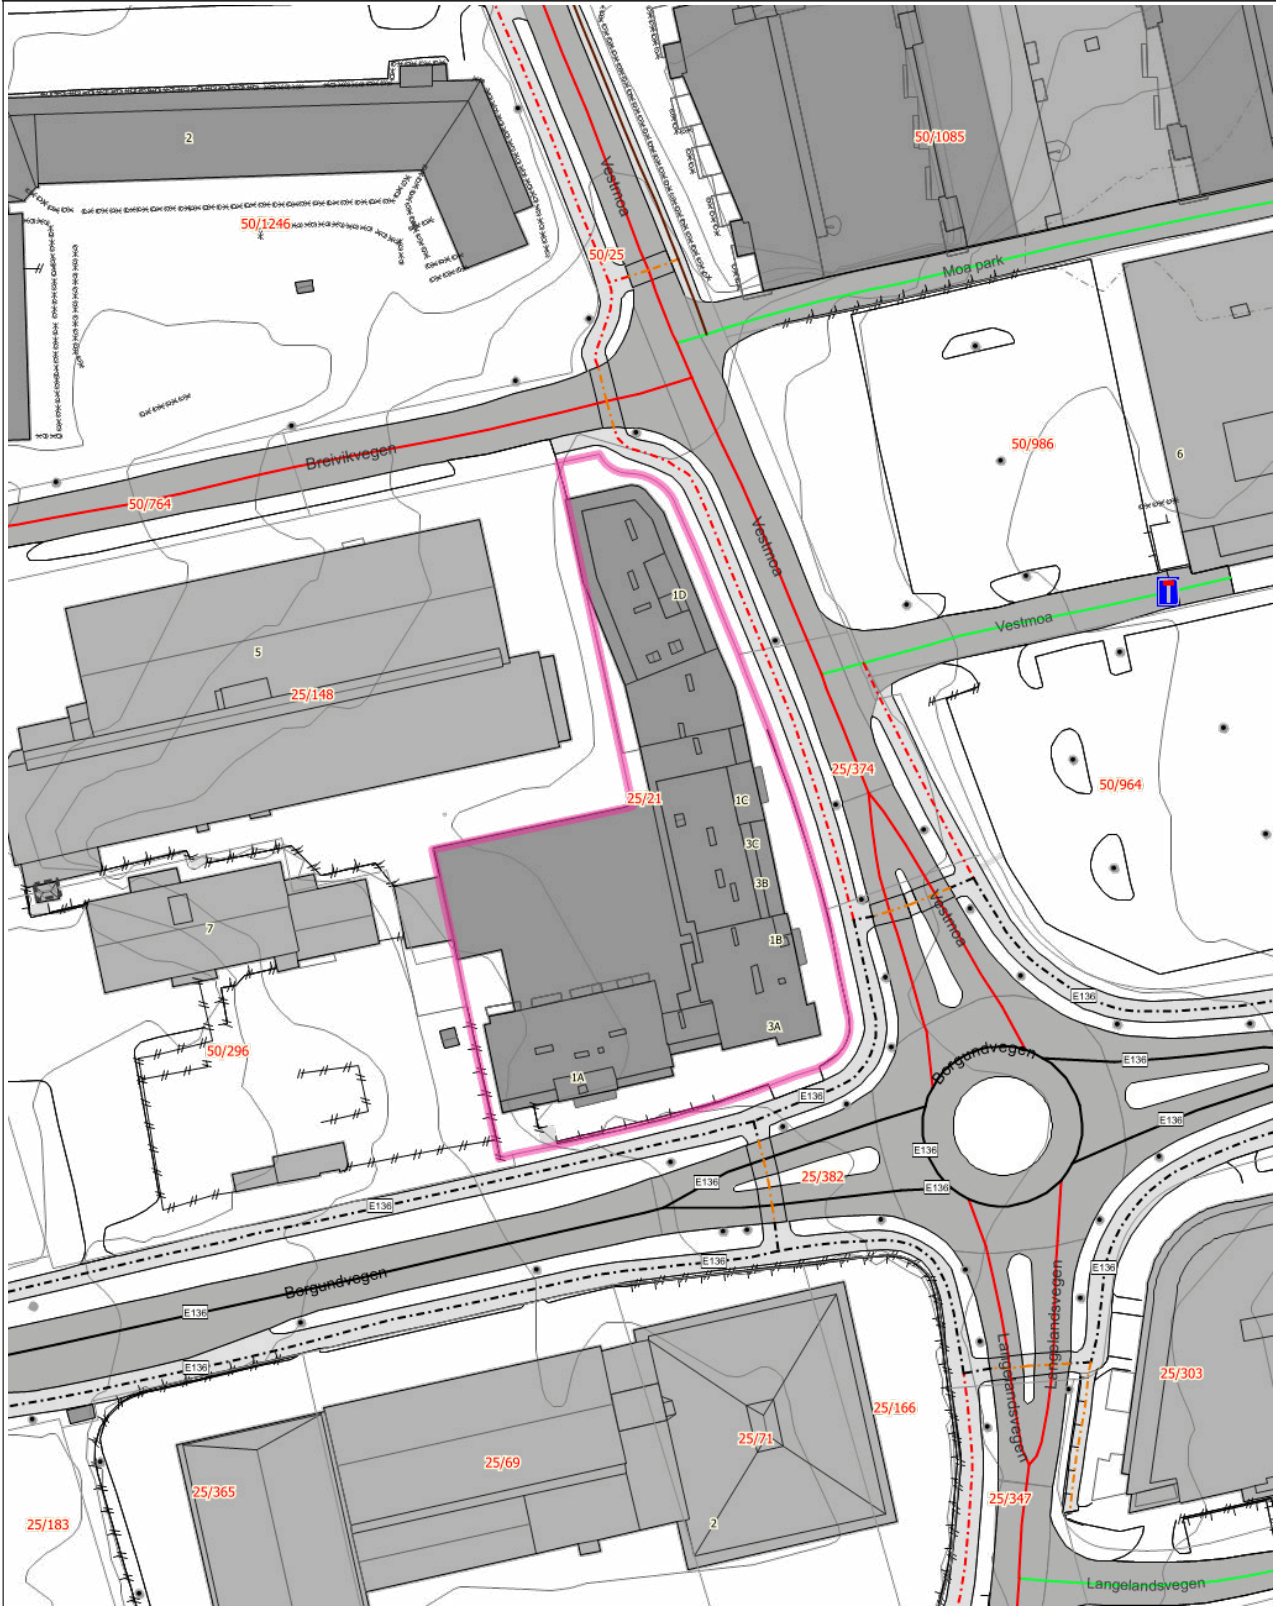 2
50/1085
Vestmoa
50/1246
50/25
Moa park
50/986
6
Breivikvegen
50/764
Vestmoa
1D
Vestmoa
5
25/148
25/374
50/964
25/21
1C
3C
3B
7
Vestmoa
1B
E136
3A
50/296
Borgundvegen
E136
1A
E136
E136
E136
25/382
E136
E136
E136
E136
E136
Borgundvegen
E136
Langelandsvegen
E136
Langelandsvegen
25/303
25/166
25/71
25/69
25/365
25/347
25/183
2
Langelandsvegen